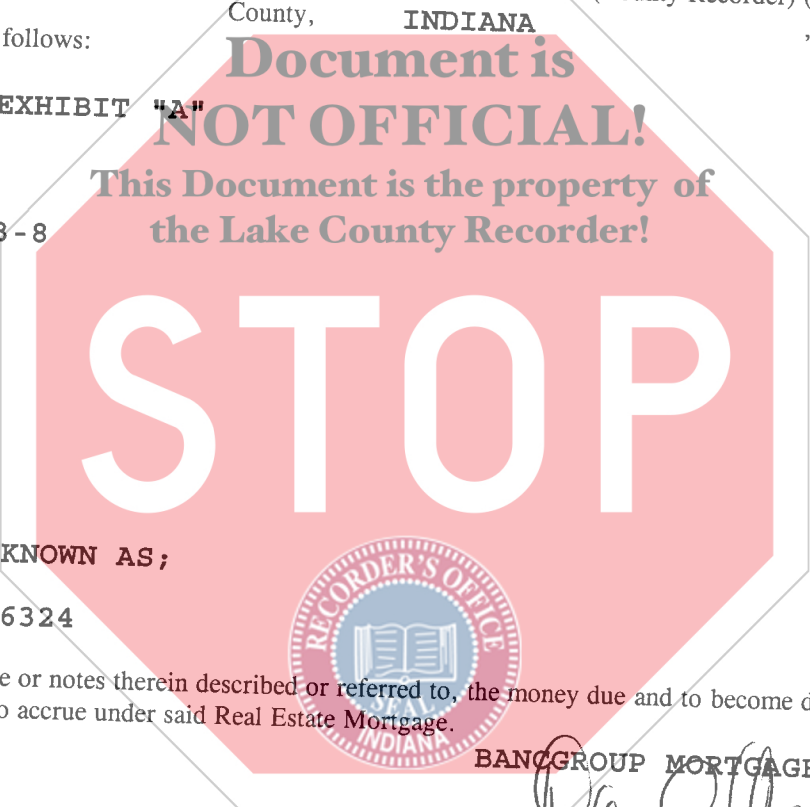 County, INDIANA
follows:
Document is
EXHIBIT "A"
NOT OFFICIAL!
This Document is the property of
the Lake County Recorder!
3-8
STOP
KNOWN AS;
RECORDER'S OFFICE
6324
e or notes therein described or referred to, the money due and to become d
o accrue under said Real Estate Mortgage.
SEAL
INDIANA
BANCGROUP MORTGAGE